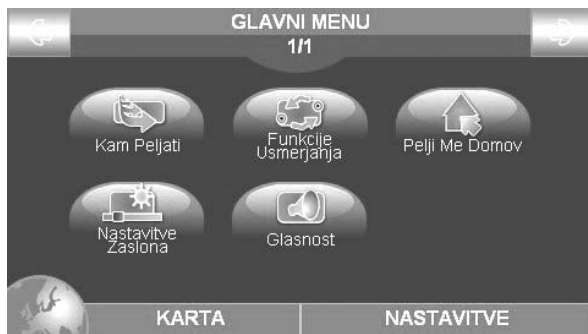 GLAVNI MENU
1/1
Kam Peljati
Funkcije
Usmerjanja
Pelji Me Domov
Nastavitve
Zaslona
Glasnost
KARTA
NASTAVITVE